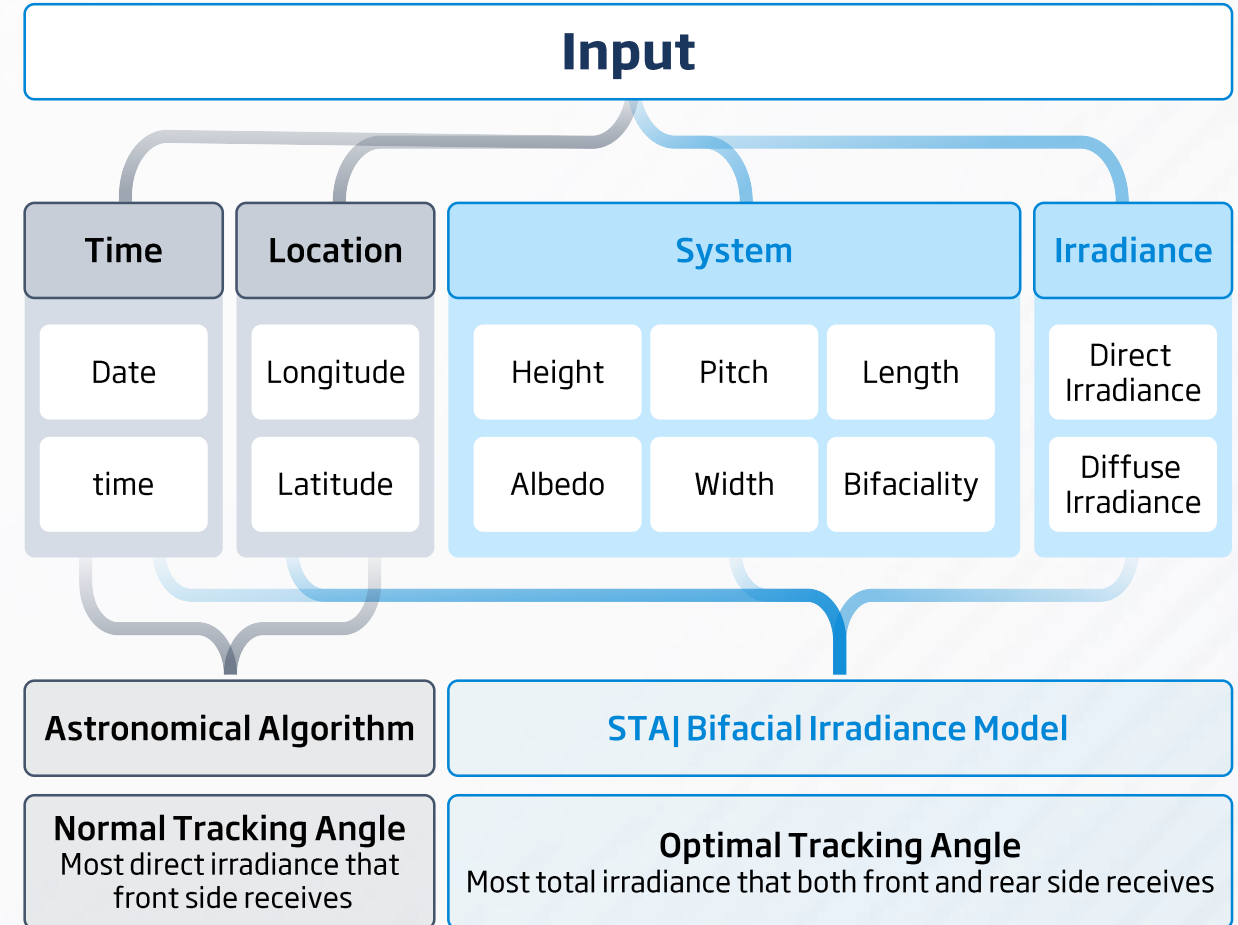 Input
Time
Location
System
Irradiance
Date
Longitude
Height
Pitch
Length
Direct
Irradiance
time
Latitude
Albedo
Width
Bifaciality
Diffuse
Irradiance
Astronomical Algorithm
STA| Bifacial Irradiance Model
Normal Tracking Angle
Most direct irradiance that
front side receives
Optimal Tracking Angle
Most total irradiance that both front and rear side receives